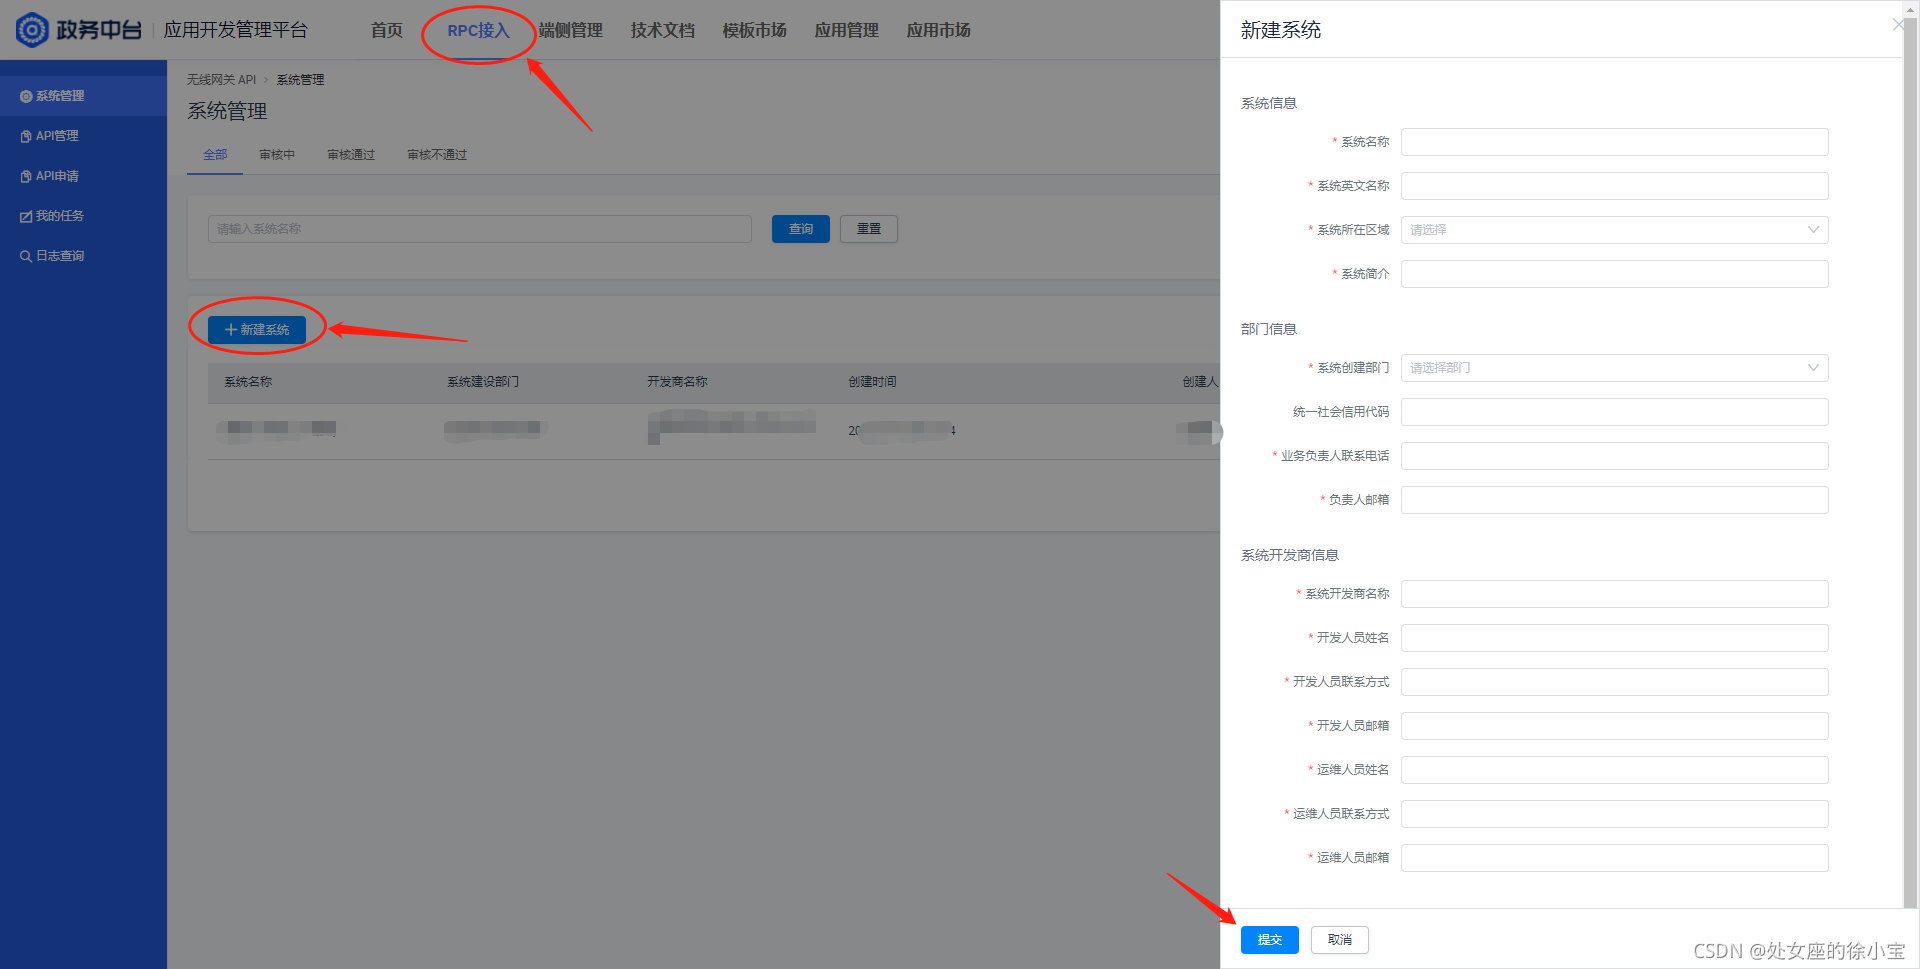 政务中台 应用开发管理平台 首页 RPC接入 端侧管理 技术文档 模板市场 应用管理 应用市场
系统管理
API管理
API申请
我的任务
日志查询
无线网关 API > 系统管理
系统管理
全部 审核中 审核通过 审核不通过
请输入系统名称 查询 重置
新建系统
系统名称 系统建设部门 开发商名称 创建时间 创建人
新建系统
系统信息
* 系统名称
* 系统英文名称
* 系统所在区域 请选择
* 系统简介
部门信息
* 系统创建部门 请选择部门
统一社会信用代码
* 业务负责人联系电话
* 负责人邮箱
系统开发商信息
* 系统开发商名称
* 开发人员姓名
* 开发人员联系方式
* 开发人员邮箱
* 运维人员姓名
* 运维人员联系方式
* 运维人员邮箱
提交 取消
CSDN @处女座的徐小宝